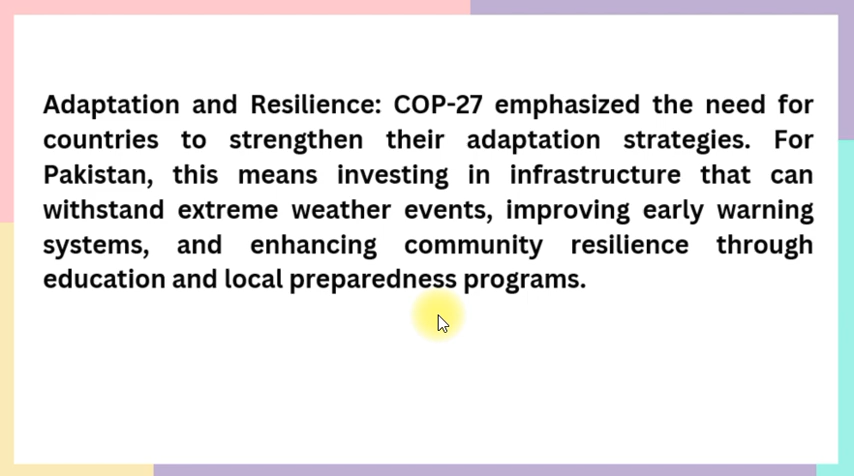 Adaptation and Resilience: COP-27 emphasized the need for
countries to strengthen their adaptation strategies. For
Pakistan, this means investing in infrastructure that can
withstand extreme weather events, improving early warning
systems, and enhancing community resilience through
education and local preparedness programs.